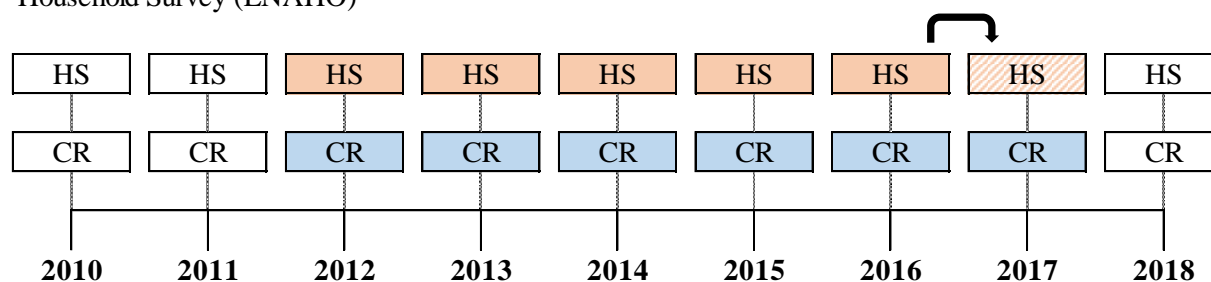 Household Survey (ENAHO)
HS HS HS HS HS HS HS HS HS
CR CR CR CR CR CR CR CR CR
2010 2011 2012 2013 2014 2015 2016 2017 2018